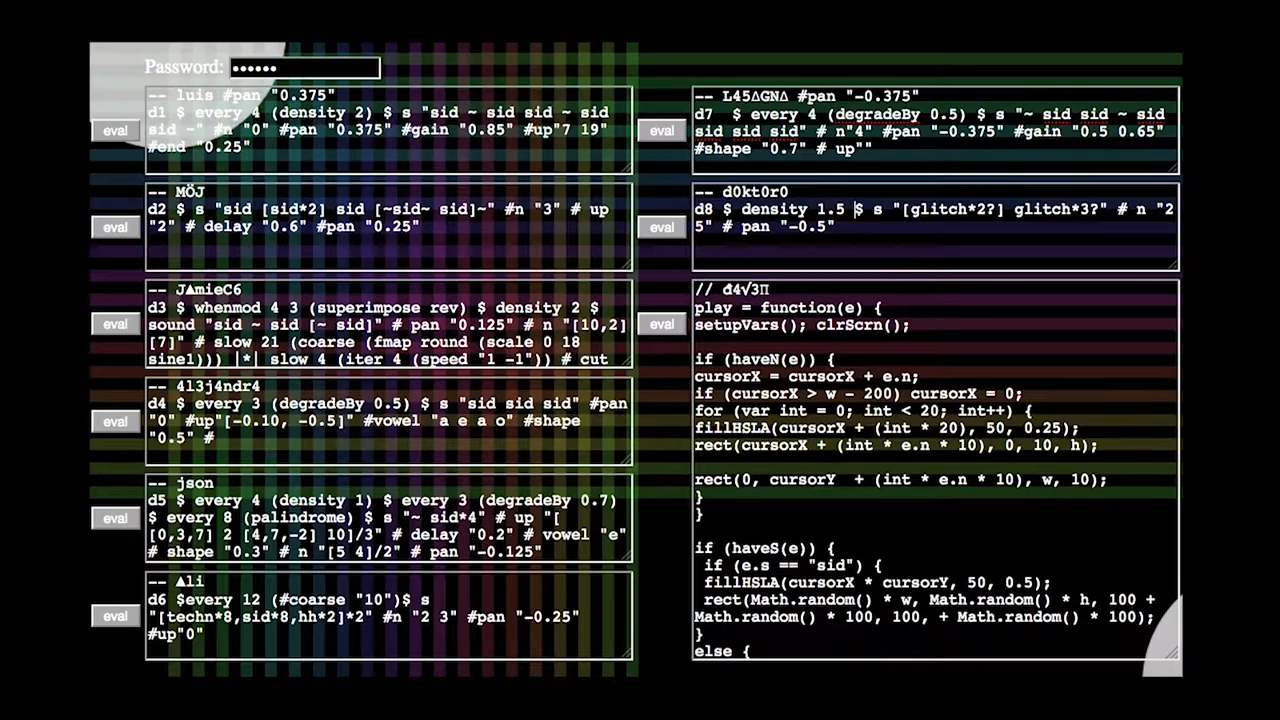 Password: ••••••
-- luis #pan "0.375"
d1 $ every 4 (density 2) $ s "sid ~ sid sid ~ sid
sid ~" #n "0" #pan "0.375" #gain "0.85" #up"7 19"
#end "0.25"
eval
-- MÖJ
d2 $ s "sid [sid*2] sid [~sid~ sid]~" #n "3" # up
"2" # delay "0.6" #pan "0.25"
eval
-- J▲mieC6
d3 $ whenmod 4 3 (superimpose rev) $ density 2 $
sound "sid ~ sid [~ sid]" # pan "0.125" # n "[10,2]
[7]" # slow 21 (coarse (fmap round (scale 0 18
sine1))) |*| slow 4 (iter 4 (speed "1 -1")) # cut
eval
-- 4l3j4ndr4
d4 $ every 3 (degradeBy 0.5) $ s "sid sid sid" #pan
"0" #up"[-0.10, -0.5]" #vowel "a e a o" #shape
"0.5" #
eval
-- json
d5 $ every 4 (density 1) $ every 3 (degradeBy 0.7)
$ every 8 (palindrome) $ s "~ sid*4" # up "[
[0,3,7] 2 [4,7,-2] 10]/3" # delay "0.2" # vowel "e"
# shape "0.3" # n "[5 4]/2" # pan "-0.125"
eval
-- ▲li
d6 $every 12 (#coarse "10")$ s
"[techn*8,sid*8,hh*2]*2" #n "2 3" #pan "-0.25"
#up"0"
eval
-- L45∆GN∆ #pan "-0.375"
d7  $ every 4 (degradeBy 0.5) $ s "~ sid sid ~ sid
sid sid sid" # n"4" #pan "-0.375" #gain "0.5 0.65"
#shape "0.7" # up""
eval
-- d0kt0r0
d8 $ density 1.5 $ s "[glitch*2?] glitch*3?" # n "2
5" # pan "-0.5"
eval
// đ4√3Π
play = function(e) {
setupVars(); clrScrn();
if (haveN(e)) {
cursorX = cursorX + e.n;
if (cursorX > w - 200) cursorX = 0;
for (var int = 0; int < 20; int++) {
fillHSLA(cursorX + (int * 20), 50, 0.25);
rect(cursorX + (int * e.n * 10), 0, 10, h);
rect(0, cursorY  + (int * e.n * 10), w, 10);
}
}
if (haveS(e)) {
if (e.s == "sid") {
fillHSLA(cursorX * cursorY, 50, 0.5);
rect(Math.random() * w, Math.random() * h, 100 +
Math.random() * 100, 100, + Math.random() * 100);
}
else {
eval